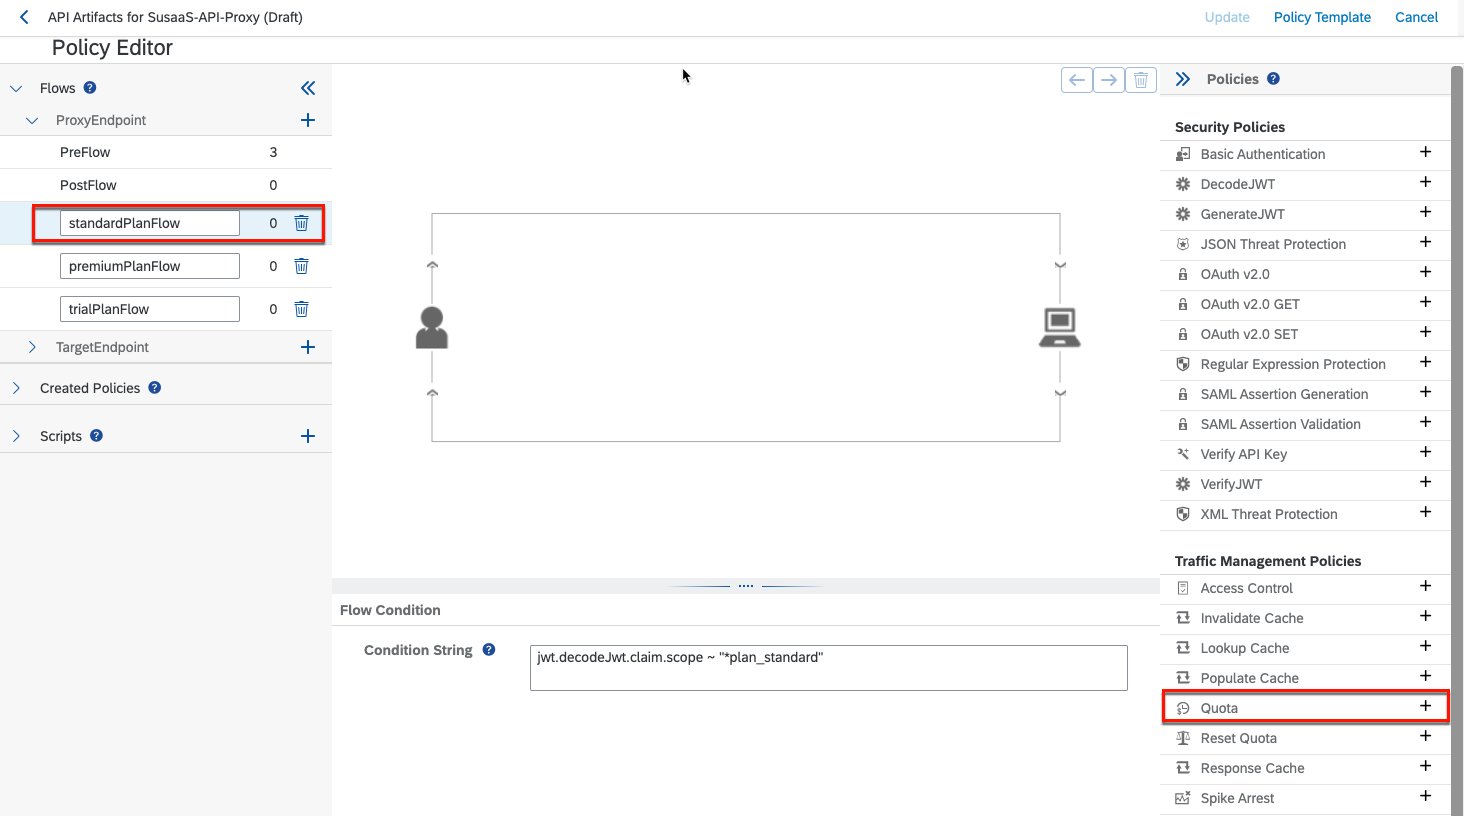 API Artifacts for SusaaS-API-Proxy (Draft)
Update
Policy Template
Cancel
Policy Editor
Flows
ProxyEndpoint
PreFlow 3
PostFlow 0
standardPlanFlow 0
premiumPlanFlow 0
trialPlanFlow 0
TargetEndpoint
Created Policies
Scripts
Flow Condition
Condition String
jwt.decodeJwt.claim.scope ~ "*plan_standard"
Policies
Security Policies
Basic Authentication
DecodeJWT
GenerateJWT
JSON Threat Protection
OAuth v2.0
OAuth v2.0 GET
OAuth v2.0 SET
Regular Expression Protection
SAML Assertion Generation
SAML Assertion Validation
Verify API Key
VerifyJWT
XML Threat Protection
Traffic Management Policies
Access Control
Invalidate Cache
Lookup Cache
Populate Cache
Quota
Reset Quota
Response Cache
Spike Arrest